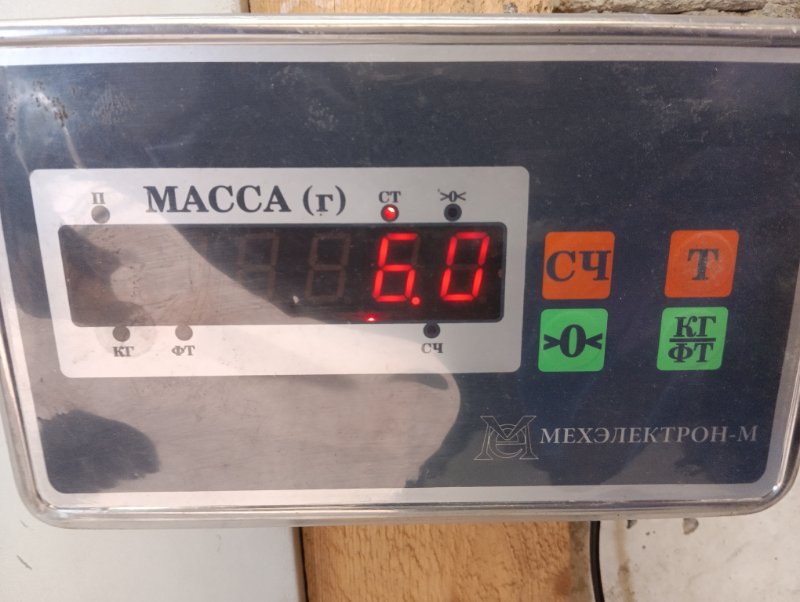 П МАССА (г) СТ >0<
6.0
КГ ФТ СЧ
СЧ Т
>0< КГ/ФТ
МЕХЭЛЕКТРОН-М